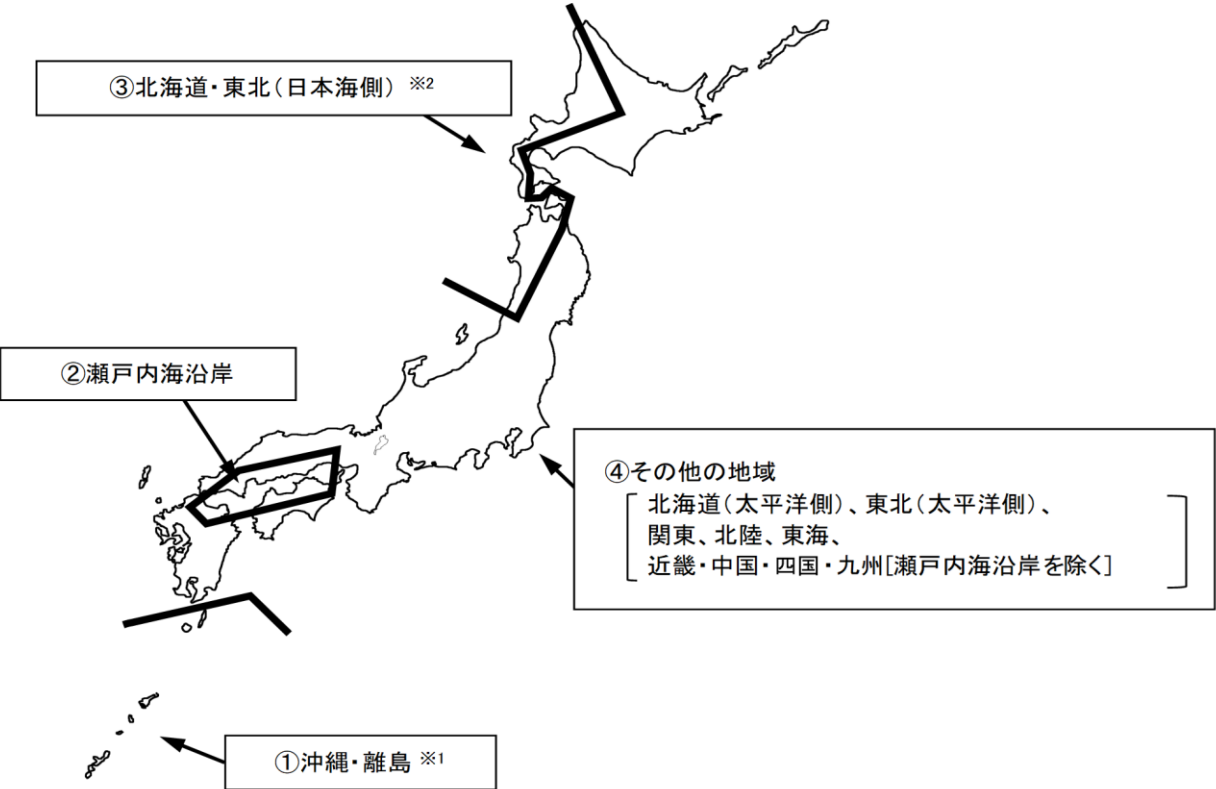 ③北海道・東北（日本海側） ※2
②瀬戸内海沿岸
④その他の地域
北海道（太平洋側）、東北（太平洋側）、
関東、北陸、東海、
近畿・中国・四国・九州[瀬戸内海沿岸を除く]
①沖縄・離島 ※1